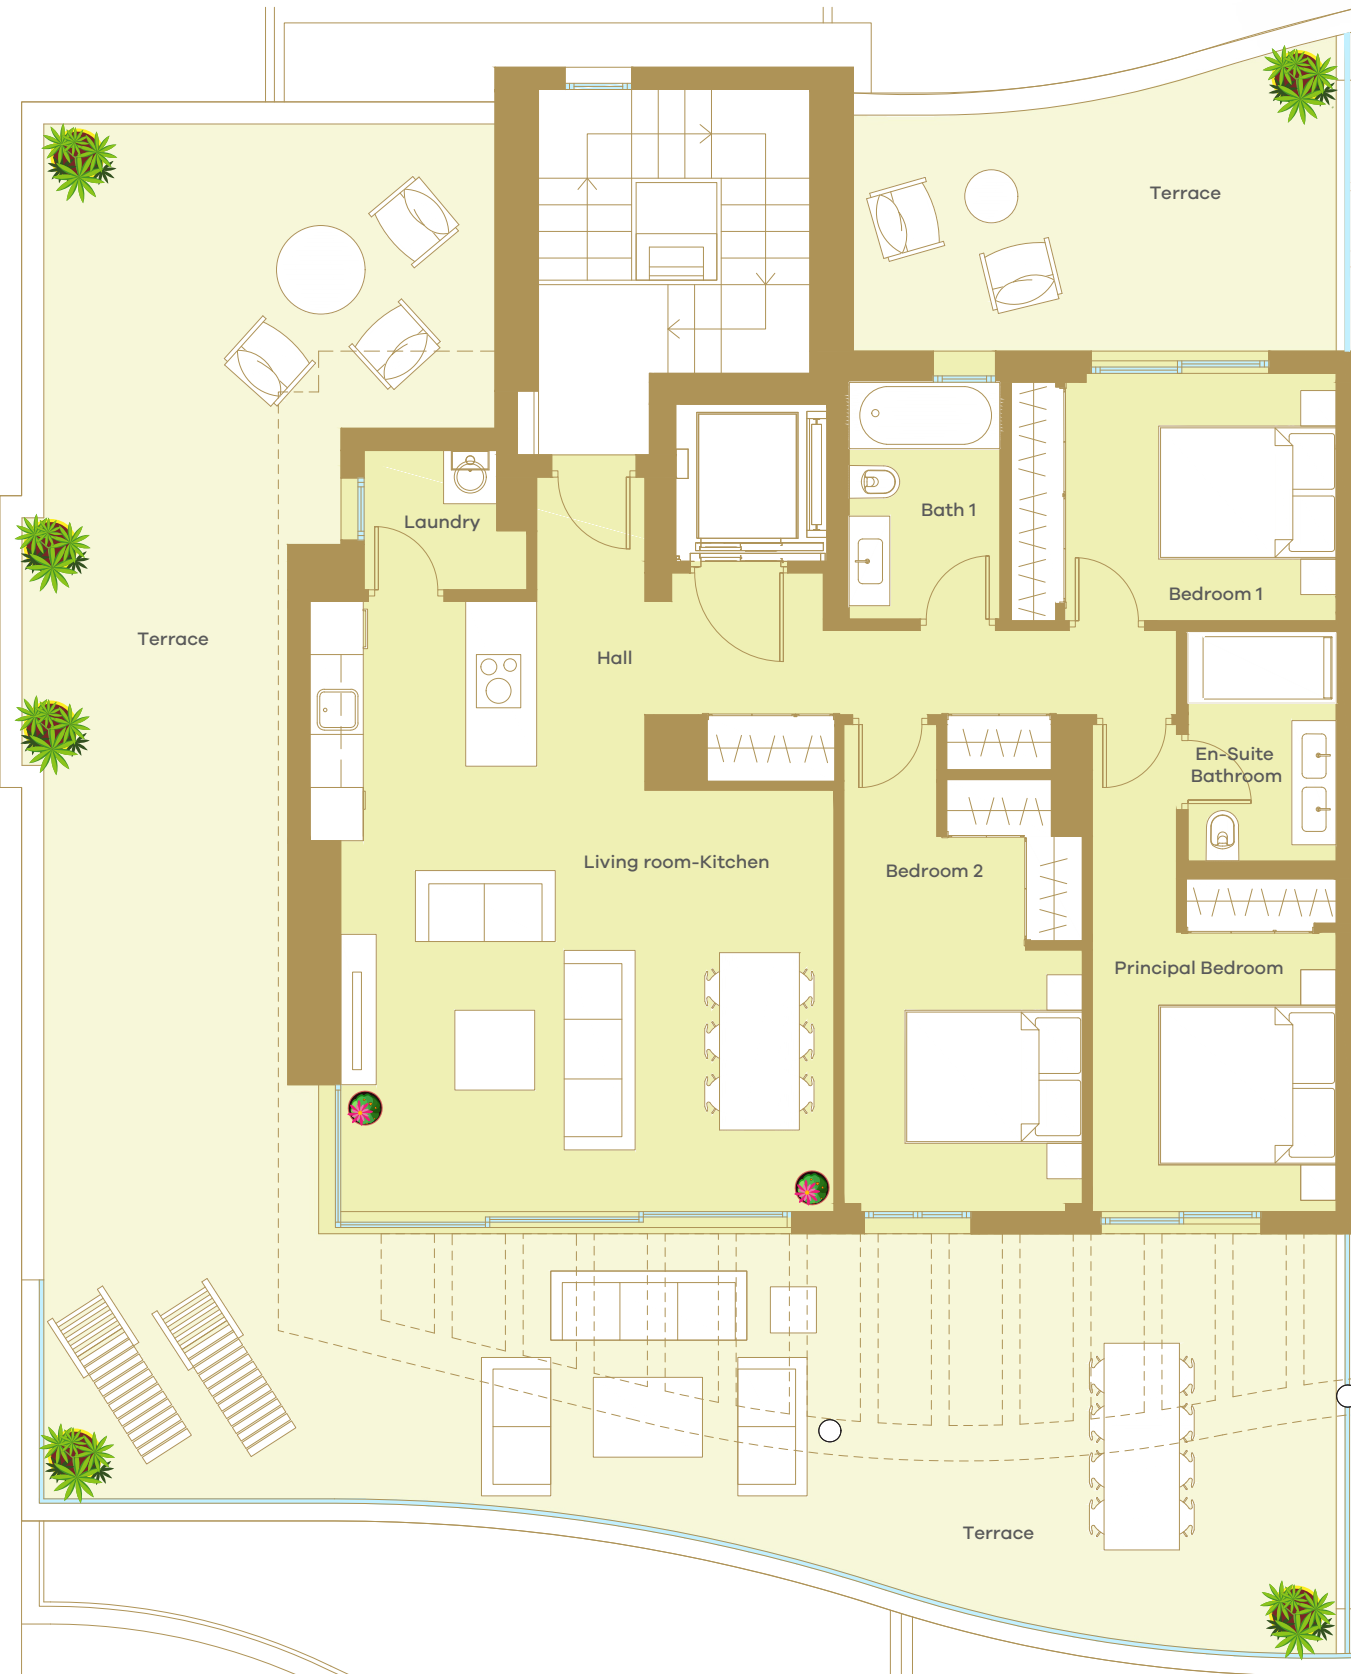 Terrace
Bath 1
Laundry
Bedroom 1
Terrace
Hall
En-Suite
Bathroom
Living room-Kitchen
Bedroom 2
Principal Bedroom
Terrace